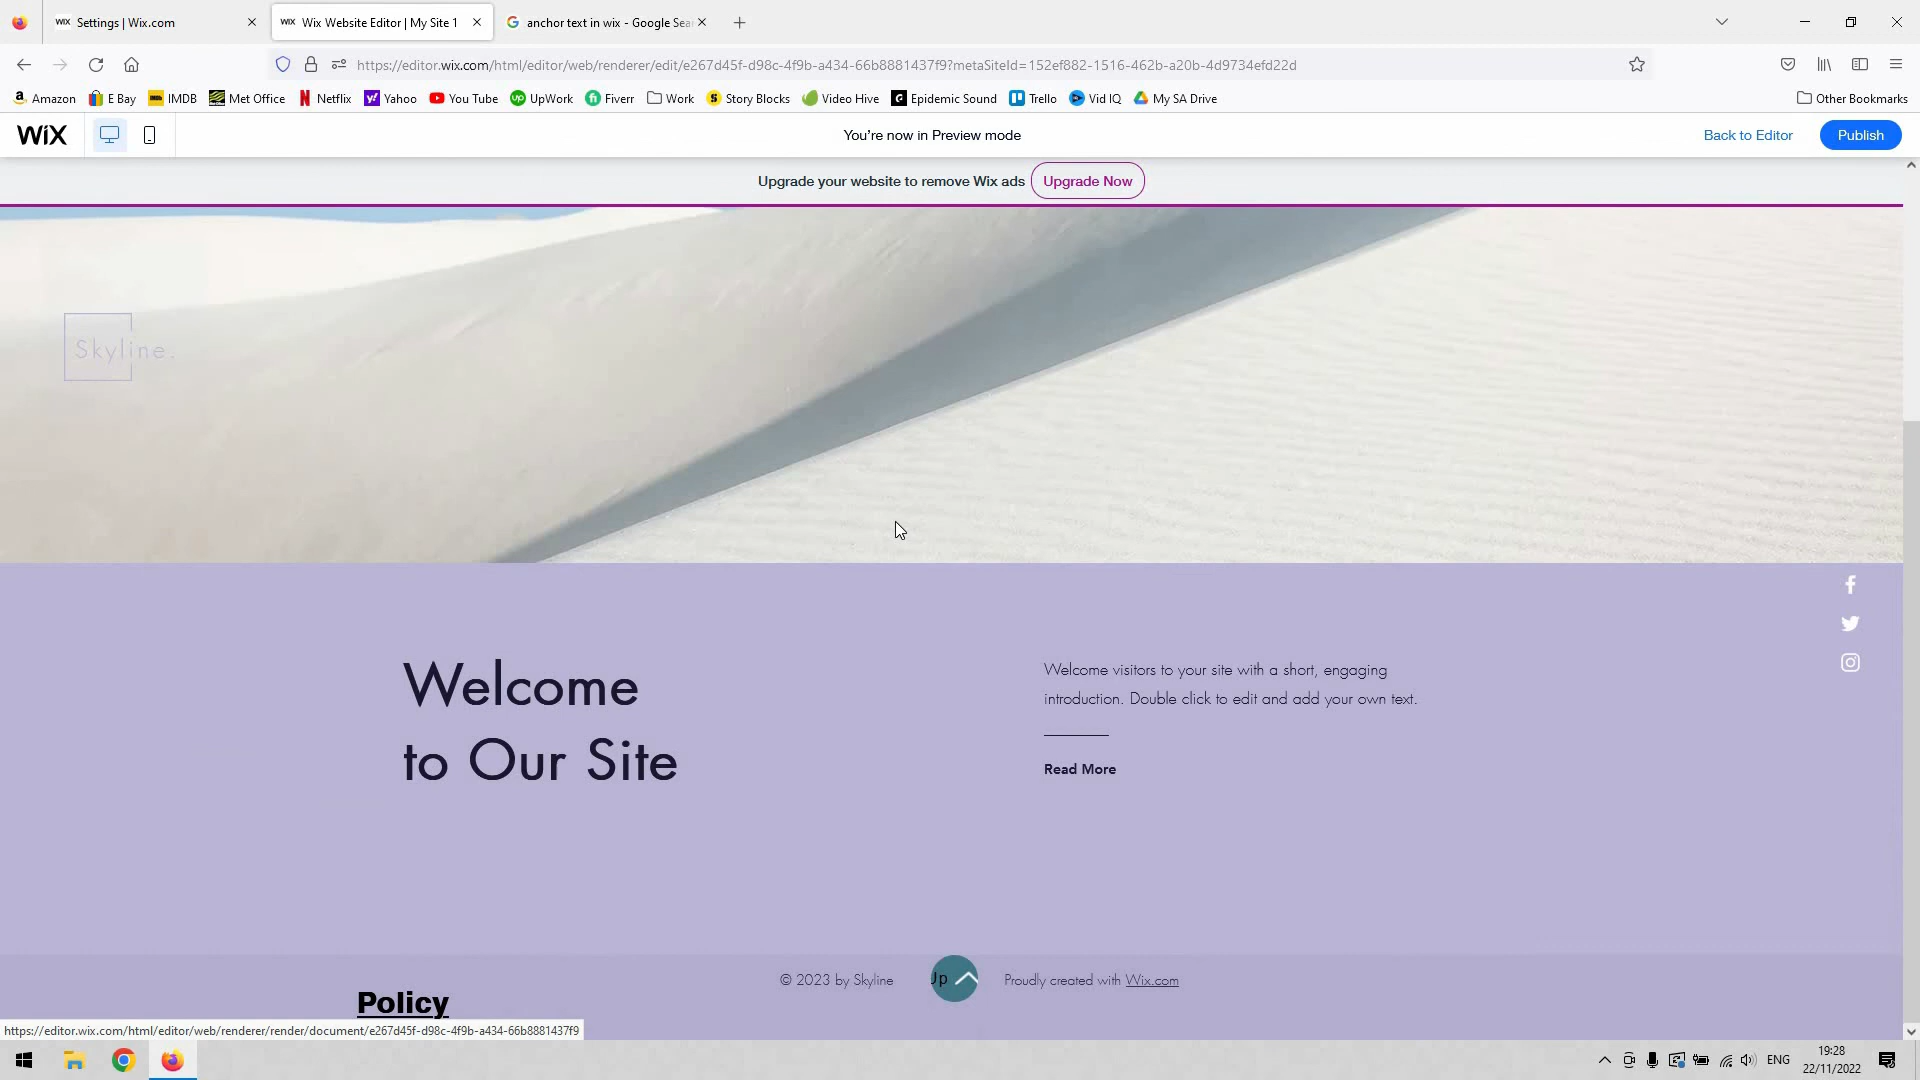 WIX Settings | Wix.com
WIX Wix Website Editor | My Site 1
anchor text in wix - Google Sear
https://editor.wix.com/html/editor/web/renderer/edit/e267d45f-d98c-4f9b-a434-66b8881437f9?metaSiteId=152ef882-1516-462b-a20b-4d9734efd22d
Amazon E Bay IMDB Met Office Netflix Yahoo You Tube UpWork Fiverr Work Story Blocks Video Hive Epidemic Sound Trello Vid IQ My SA Drive Other Bookmarks
WiX You're now in Preview mode Back to Editor Publish
Upgrade your website to remove Wix ads Upgrade Now
Skyline.
Welcome
to Our Site
Welcome visitors to your site with a short, engaging
introduction. Double click to edit and add your own text.
Read More
© 2023 by Skyline Up Proudly created with Wix.com
Policy
https://editor.wix.com/html/editor/web/renderer/render/document/e267d45f-d98c-4f9b-a434-66b8881437f9
ENG 19:28
22/11/2022